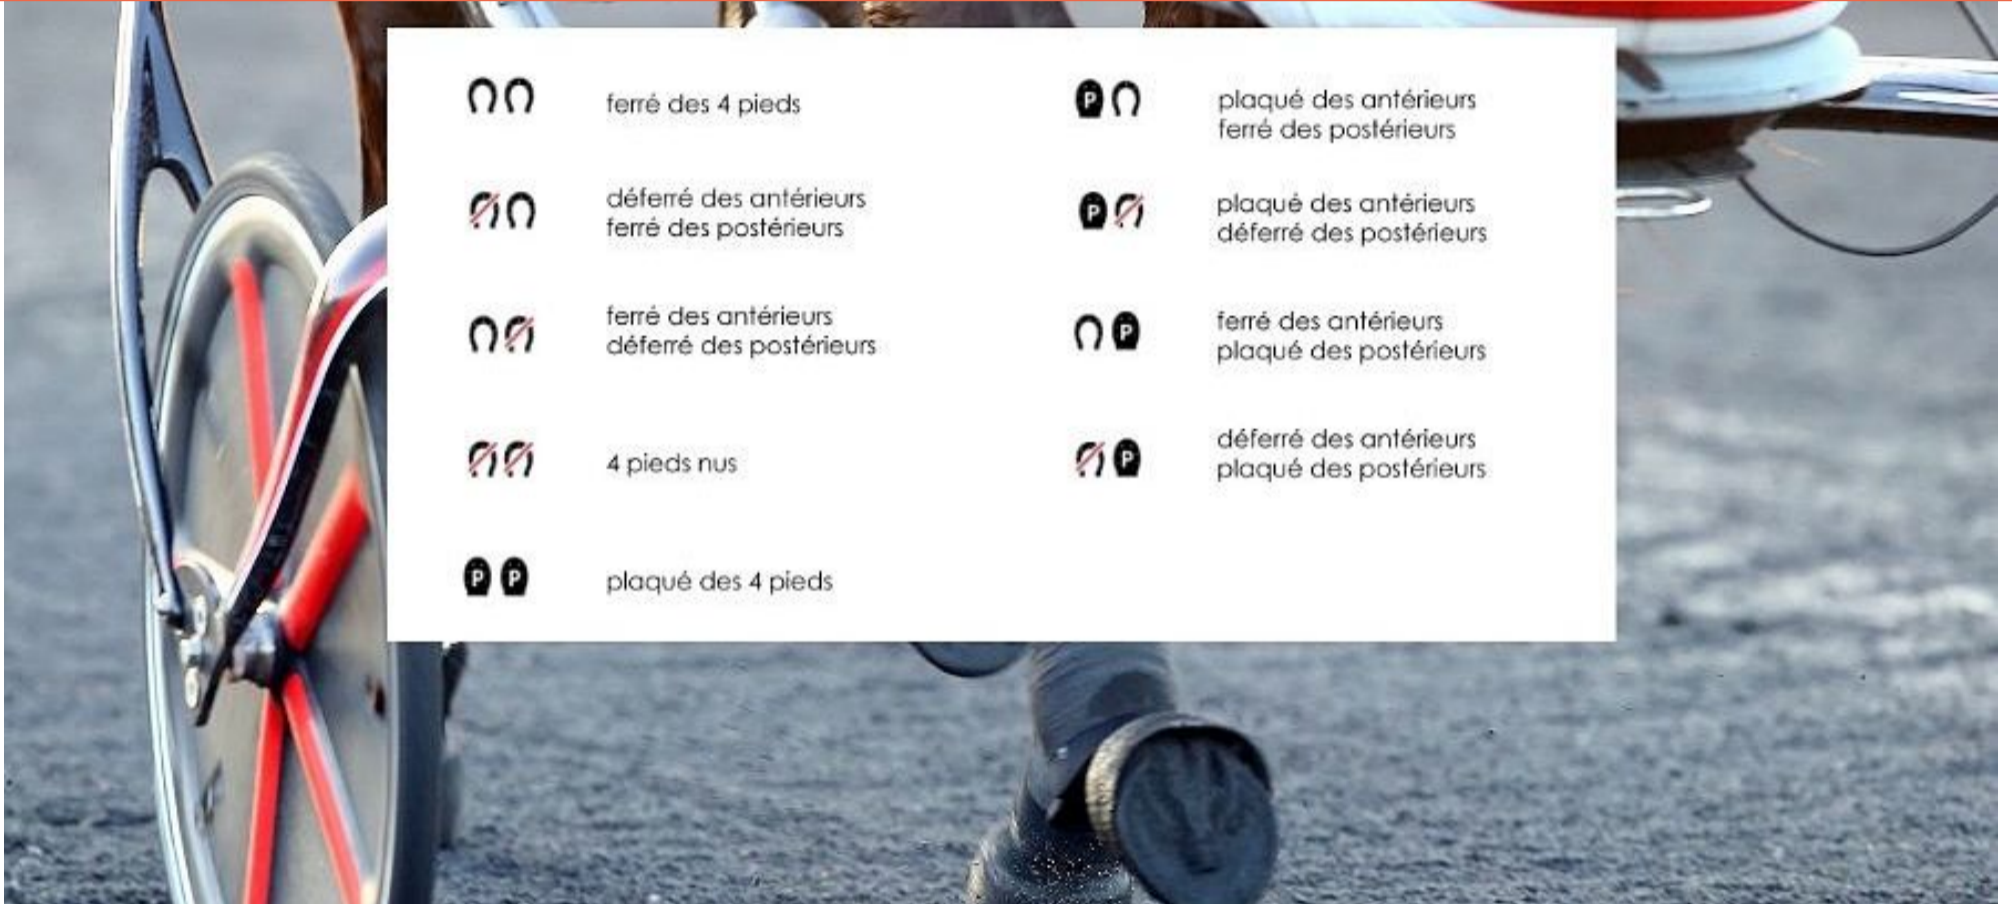 ferré des 4 pieds
déferré des antérieurs
ferré des postérieurs
ferré des antérieurs
déferré des postérieurs
4 pieds nus
P P
plaqué des 4 pieds
P
plaqué des antérieurs
ferré des postérieurs
P
plaqué des antérieurs
déferré des postérieurs
P
ferré des antérieurs
plaqué des postérieurs
P
déferré des antérieurs
plaqué des postérieurs